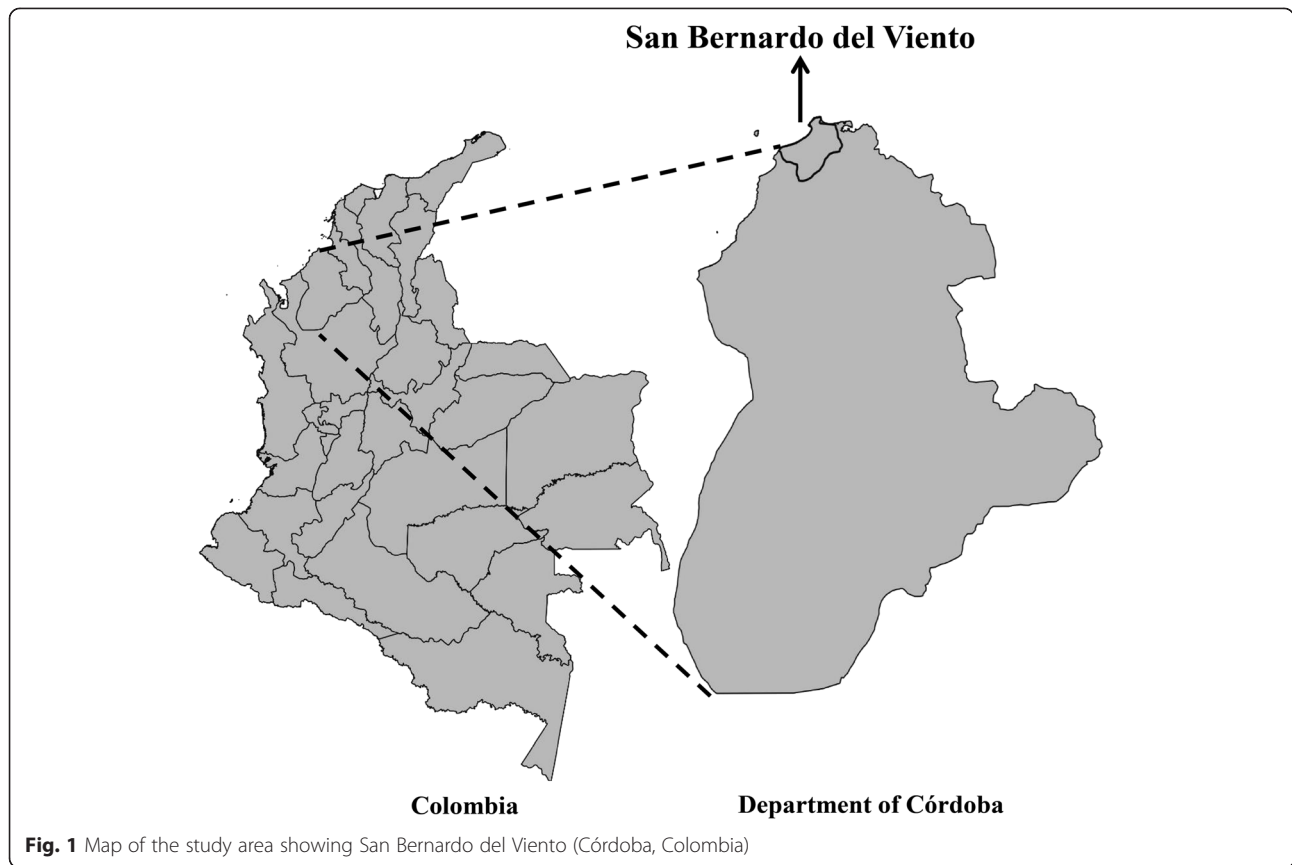 San Bernardo del Viento
Colombia
Department of Córdoba
Fig. 1 Map of the study area showing San Bernardo del Viento (Córdoba, Colombia)